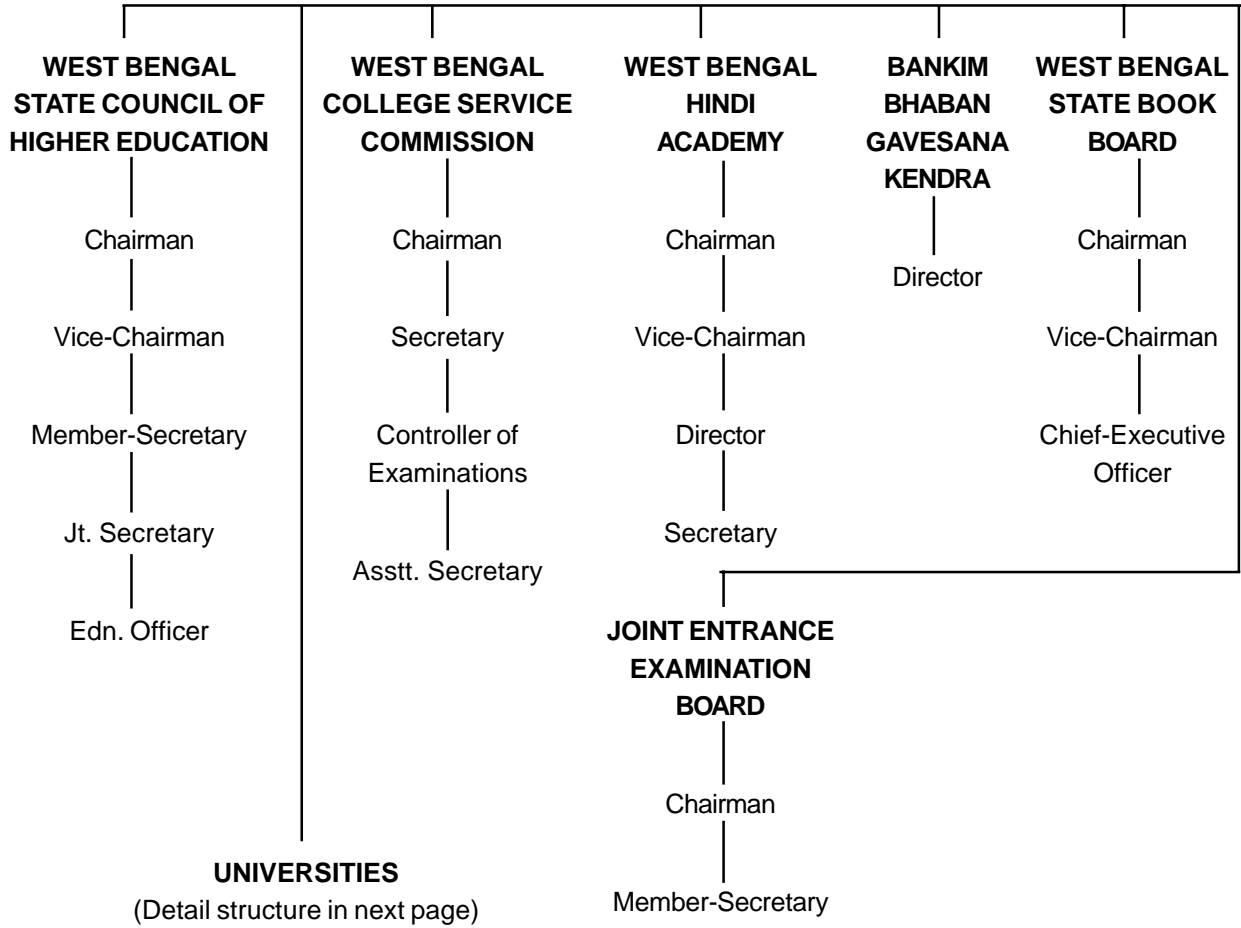 WEST BENGAL
STATE COUNCIL OF
HIGHER EDUCATION
Chairman
Vice-Chairman
Member-Secretary
Jt. Secretary
Edn. Officer
WEST BENGAL
COLLEGE SERVICE
COMMISSION
Chairman
Secretary
Controller of
Examinations
Asstt. Secretary
WEST BENGAL
HINDI
ACADEMY
Chairman
Vice-Chairman
Director
Secretary
BANKIM
BHABAN
GAVESANA
KENDRA
Director
WEST BENGAL
STATE BOOK
BOARD
Chairman
Vice-Chairman
Chief-Executive
Officer
JOINT ENTRANCE
EXAMINATION
BOARD
Chairman
Member-Secretary
UNIVERSITIES
(Detail structure in next page)